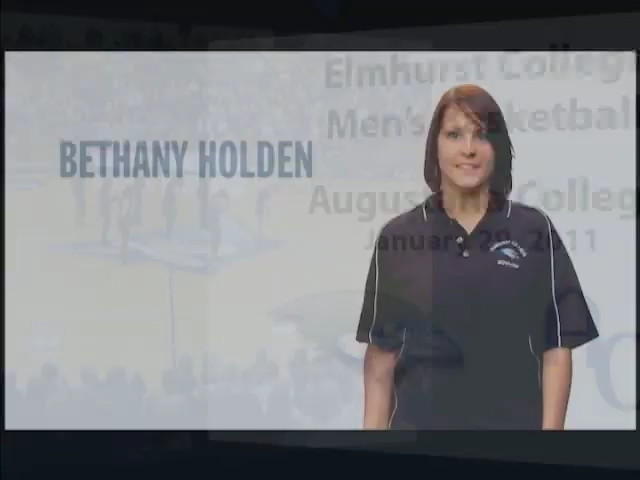 Elmhurst College
Men's Basketball
BETHANY HOLDEN
Augustana College
January 29, 2011